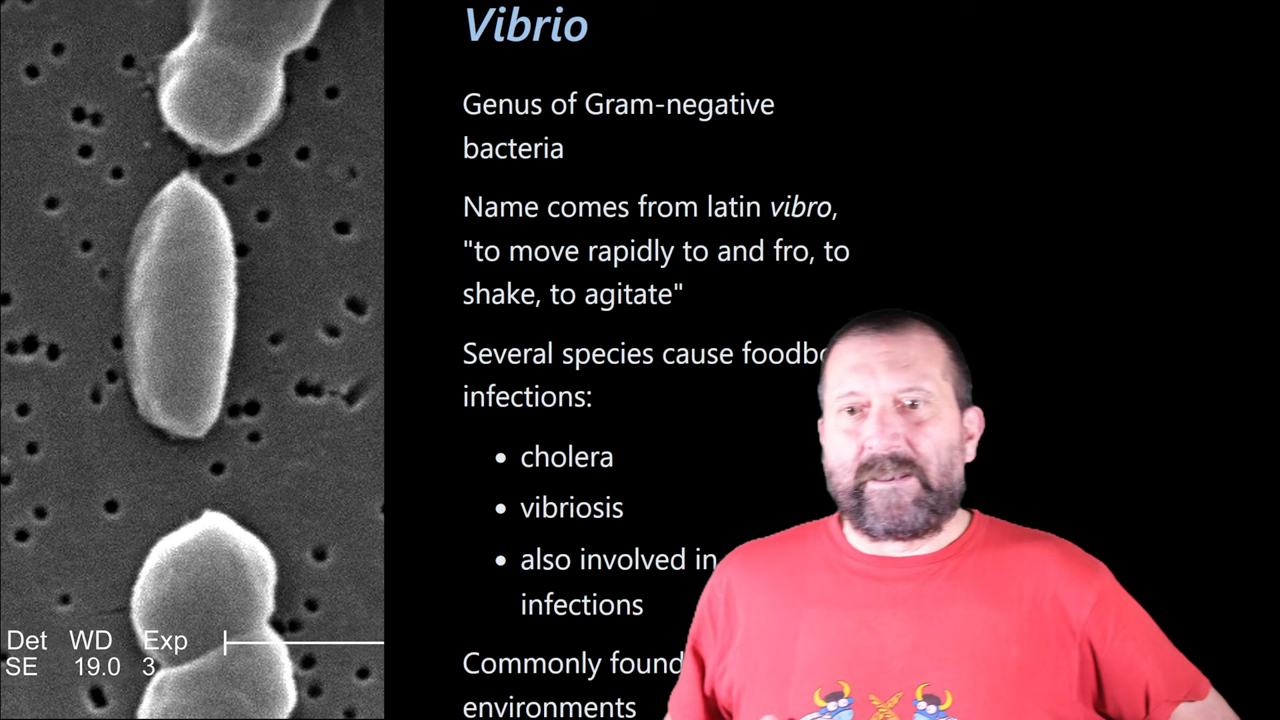 Vibrio
Genus of Gram-negative
bacteria
Name comes from latin vibro,
"to move rapidly to and fro, to
shake, to agitate"
Several species cause
infections:
• cholera
• vibriosis
• also involved in
infections
Commonly found
environments
Det WD Exp
SE 19.0 3